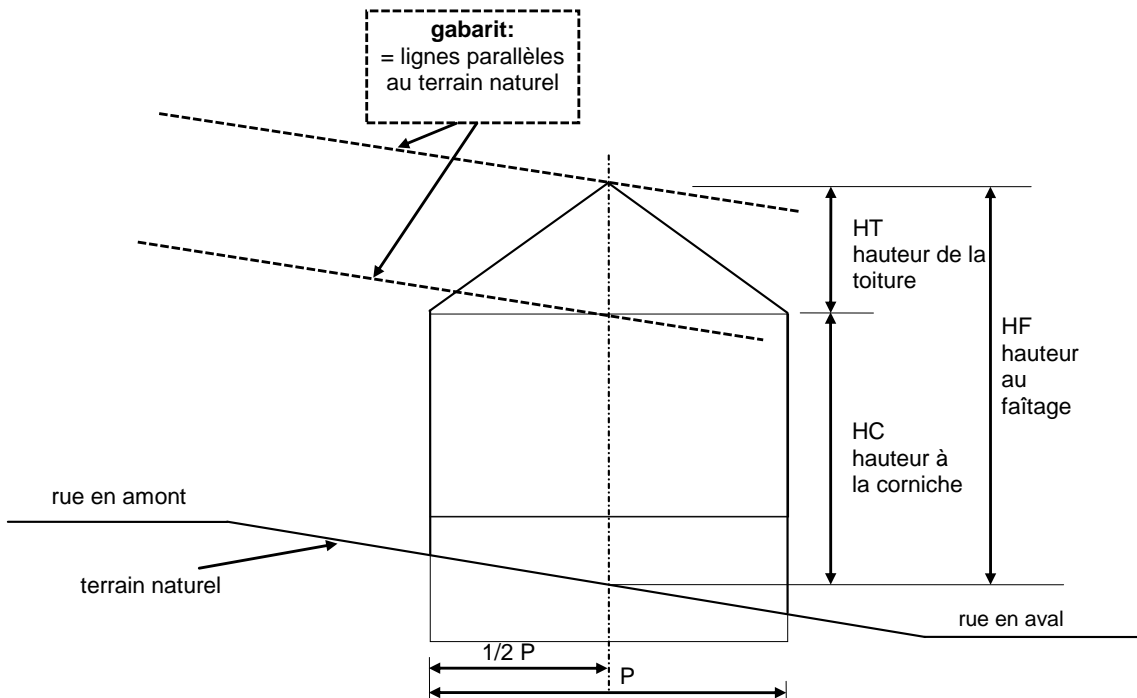 gabarit:
= lignes parallèles
au terrain naturel
HT
hauteur de la
toiture
HF
hauteur
au
faîtage
HC
hauteur à
la corniche
rue en amont
terrain naturel
rue en aval
1/2 P
P